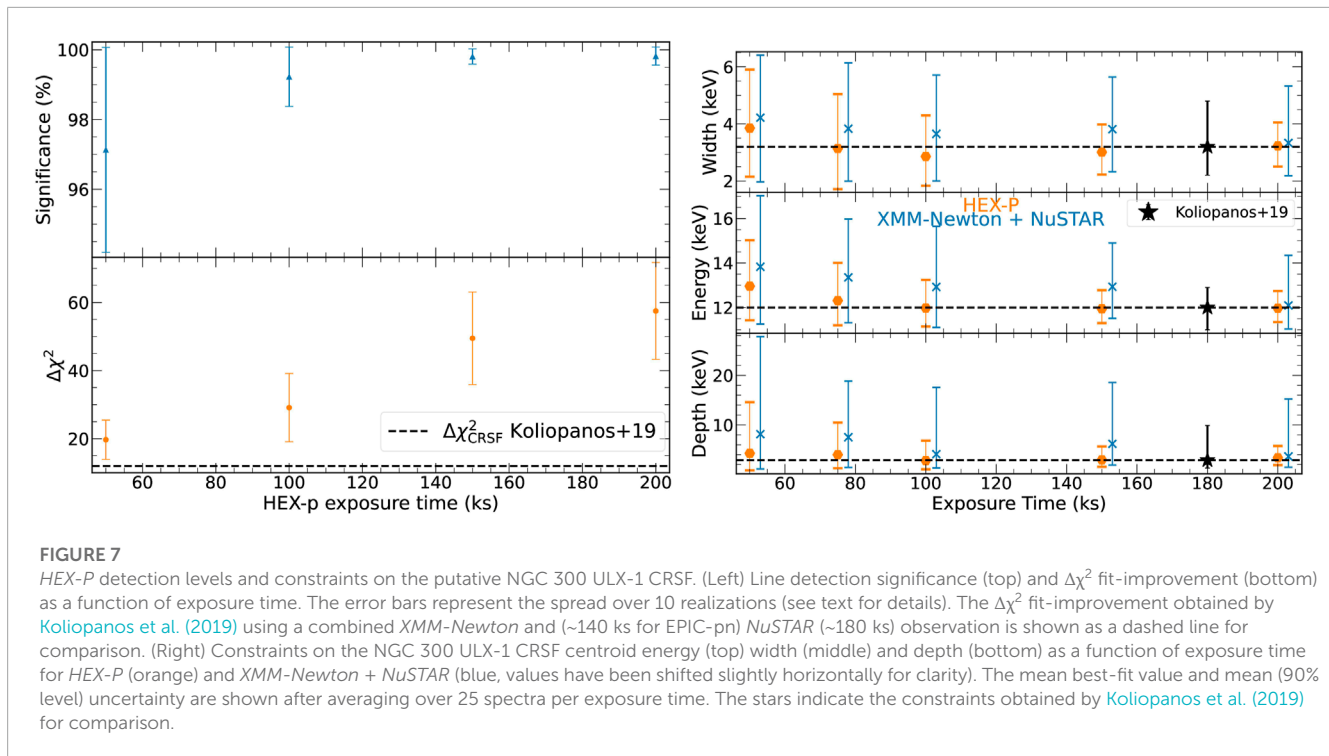 100
98
96
Significance (%)
60
40
20
Δχ²
Δχ²CRSF Koliopanos+19
60 80 100 120 140 160 180 200
HEX-p exposure time (ks)
6
4
2
Width (keV)
16
14
12
Energy (keV)
HEX-P
XMM-Newton + NuSTAR
Koliopanos+19
20
10
Depth (keV)
60 80 100 120 140 160 180 200
Exposure Time (ks)
FIGURE 7
HEX-P detection levels and constraints on the putative NGC 300 ULX-1 CRSF. (Left) Line detection significance (top) and Δχ² fit-improvement (bottom)
as a function of exposure time. The error bars represent the spread over 10 realizations (see text for details). The Δχ² fit-improvement obtained by
Koliopanos et al. (2019) using a combined XMM-Newton and (~140 ks for EPIC-pn) NuSTAR (~180 ks) observation is shown as a dashed line for
comparison. (Right) Constraints on the NGC 300 ULX-1 CRSF centroid energy (top) width (middle) and depth (bottom) as a function of exposure time
for HEX-P (orange) and XMM-Newton + NuSTAR (blue, values have been shifted slightly horizontally for clarity). The mean best-fit value and mean (90%
level) uncertainty are shown after averaging over 25 spectra per exposure time. The stars indicate the constraints obtained by Koliopanos et al. (2019)
for comparison.